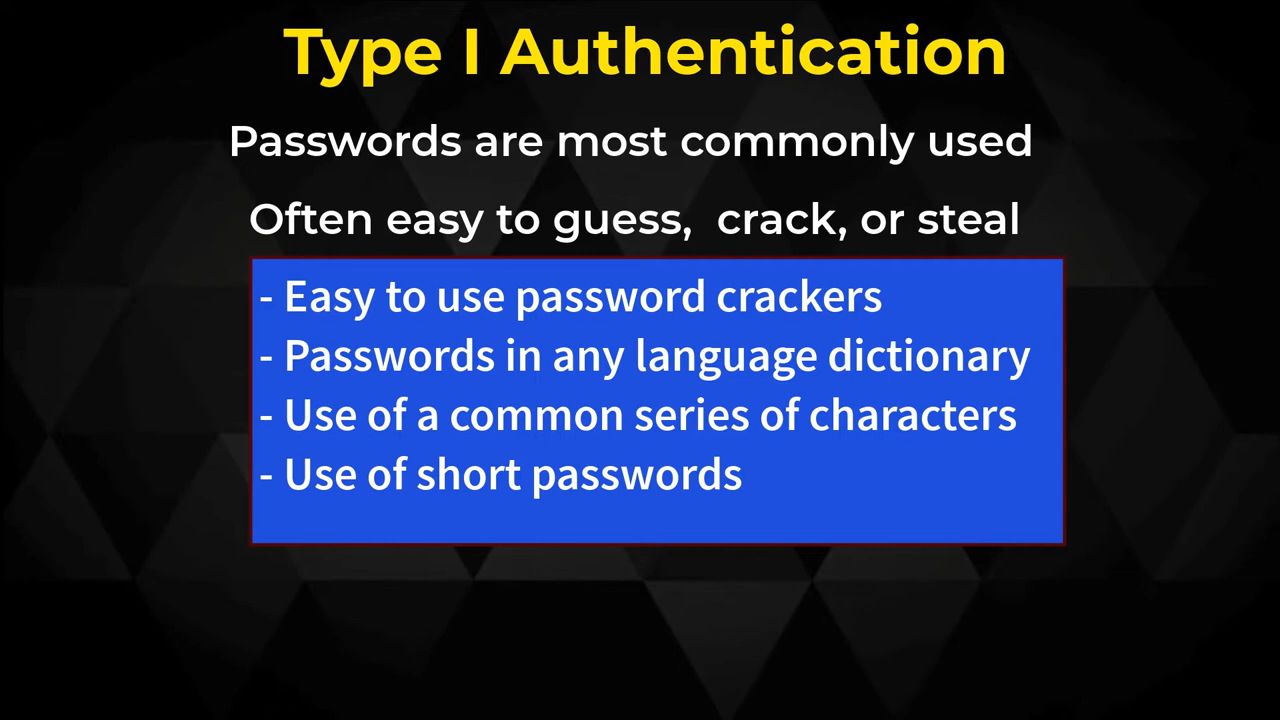 Type I Authentication
Passwords are most commonly used
Often easy to guess,  crack, or steal
- Easy to use password crackers
- Passwords in any language dictionary
- Use of a common series of characters
- Use of short passwords